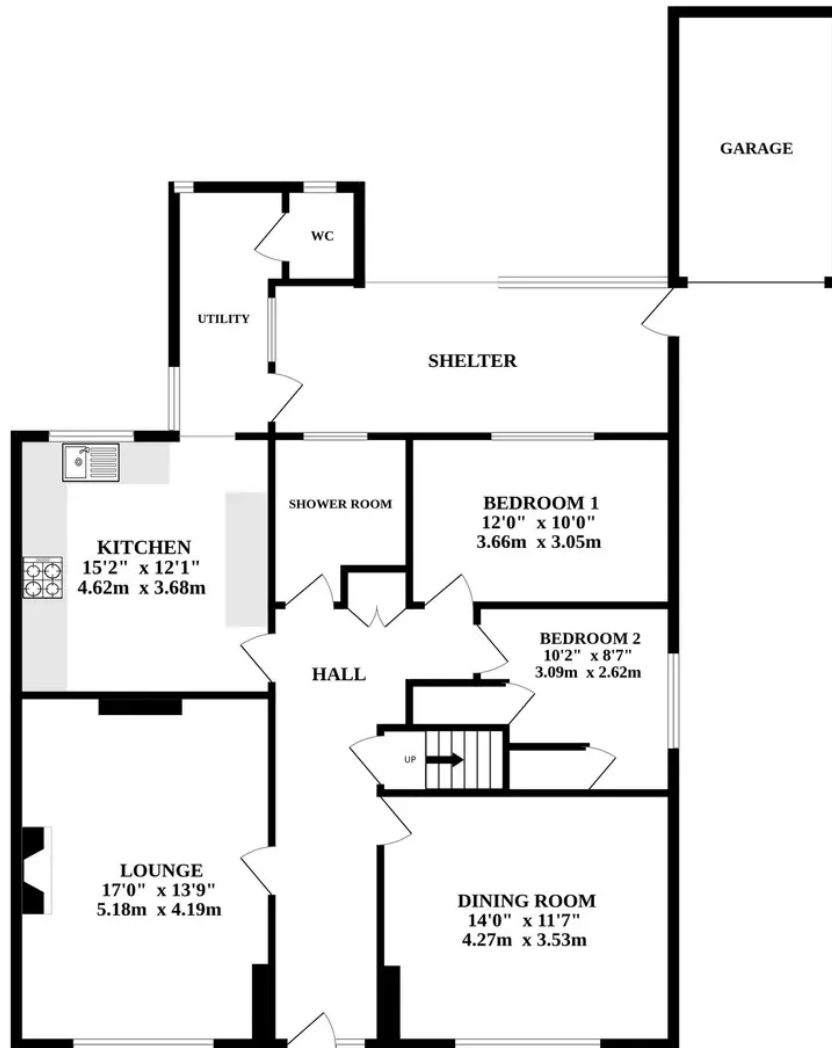 GARAGE
WC
UTILITY
SHELTER
SHOWER ROOM
BEDROOM 1
12'0" x 10'0"
3.66m x 3.05m
KITCHEN
15'2" x 12'1"
4.62m x 3.68m
BEDROOM 2
10'2" x 8'7"
3.09m x 2.62m
HALL
UP
LOUNGE
17'0" x 13'9"
5.18m x 4.19m
DINING ROOM
14'0" x 11'7"
4.27m x 3.53m